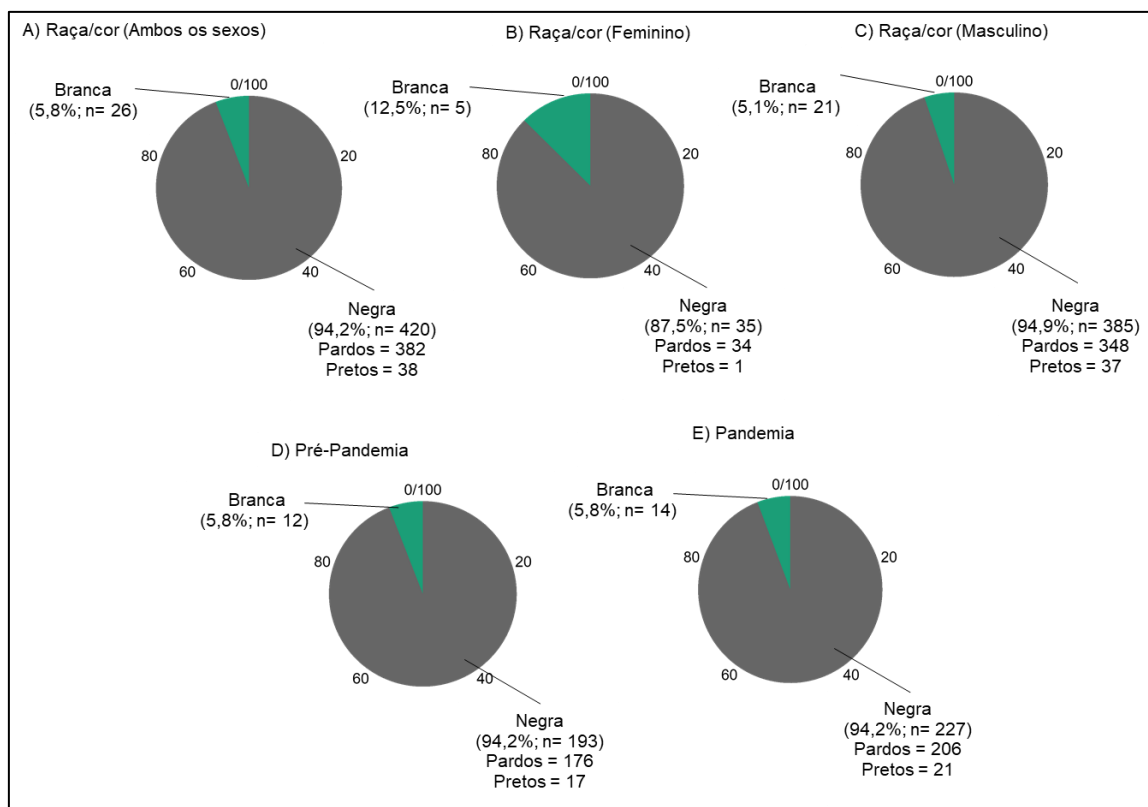 A) Raça/cor (Ambos os sexos)
Branca
(5,8%; n= 26)
0/100
20
40
60
80
Negra
(94,2%; n= 420)
Pardos = 382
Pretos = 38
B) Raça/cor (Feminino)
Branca
(12,5%; n= 5)
0/100
20
40
60
80
Negra
(87,5%; n= 35)
Pardos = 34
Pretos = 1
C) Raça/cor (Masculino)
Branca
(5,1%; n= 21)
0/100
20
40
60
80
Negra
(94,9%; n= 385)
Pardos = 348
Pretos = 37
D) Pré-Pandemia
Branca
(5,8%; n= 12)
0/100
20
40
60
80
Negra
(94,2%; n= 193)
Pardos = 176
Pretos = 17
E) Pandemia
Branca
(5,8%; n= 14)
0/100
20
40
60
80
Negra
(94,2%; n= 227)
Pardos = 206
Pretos = 21